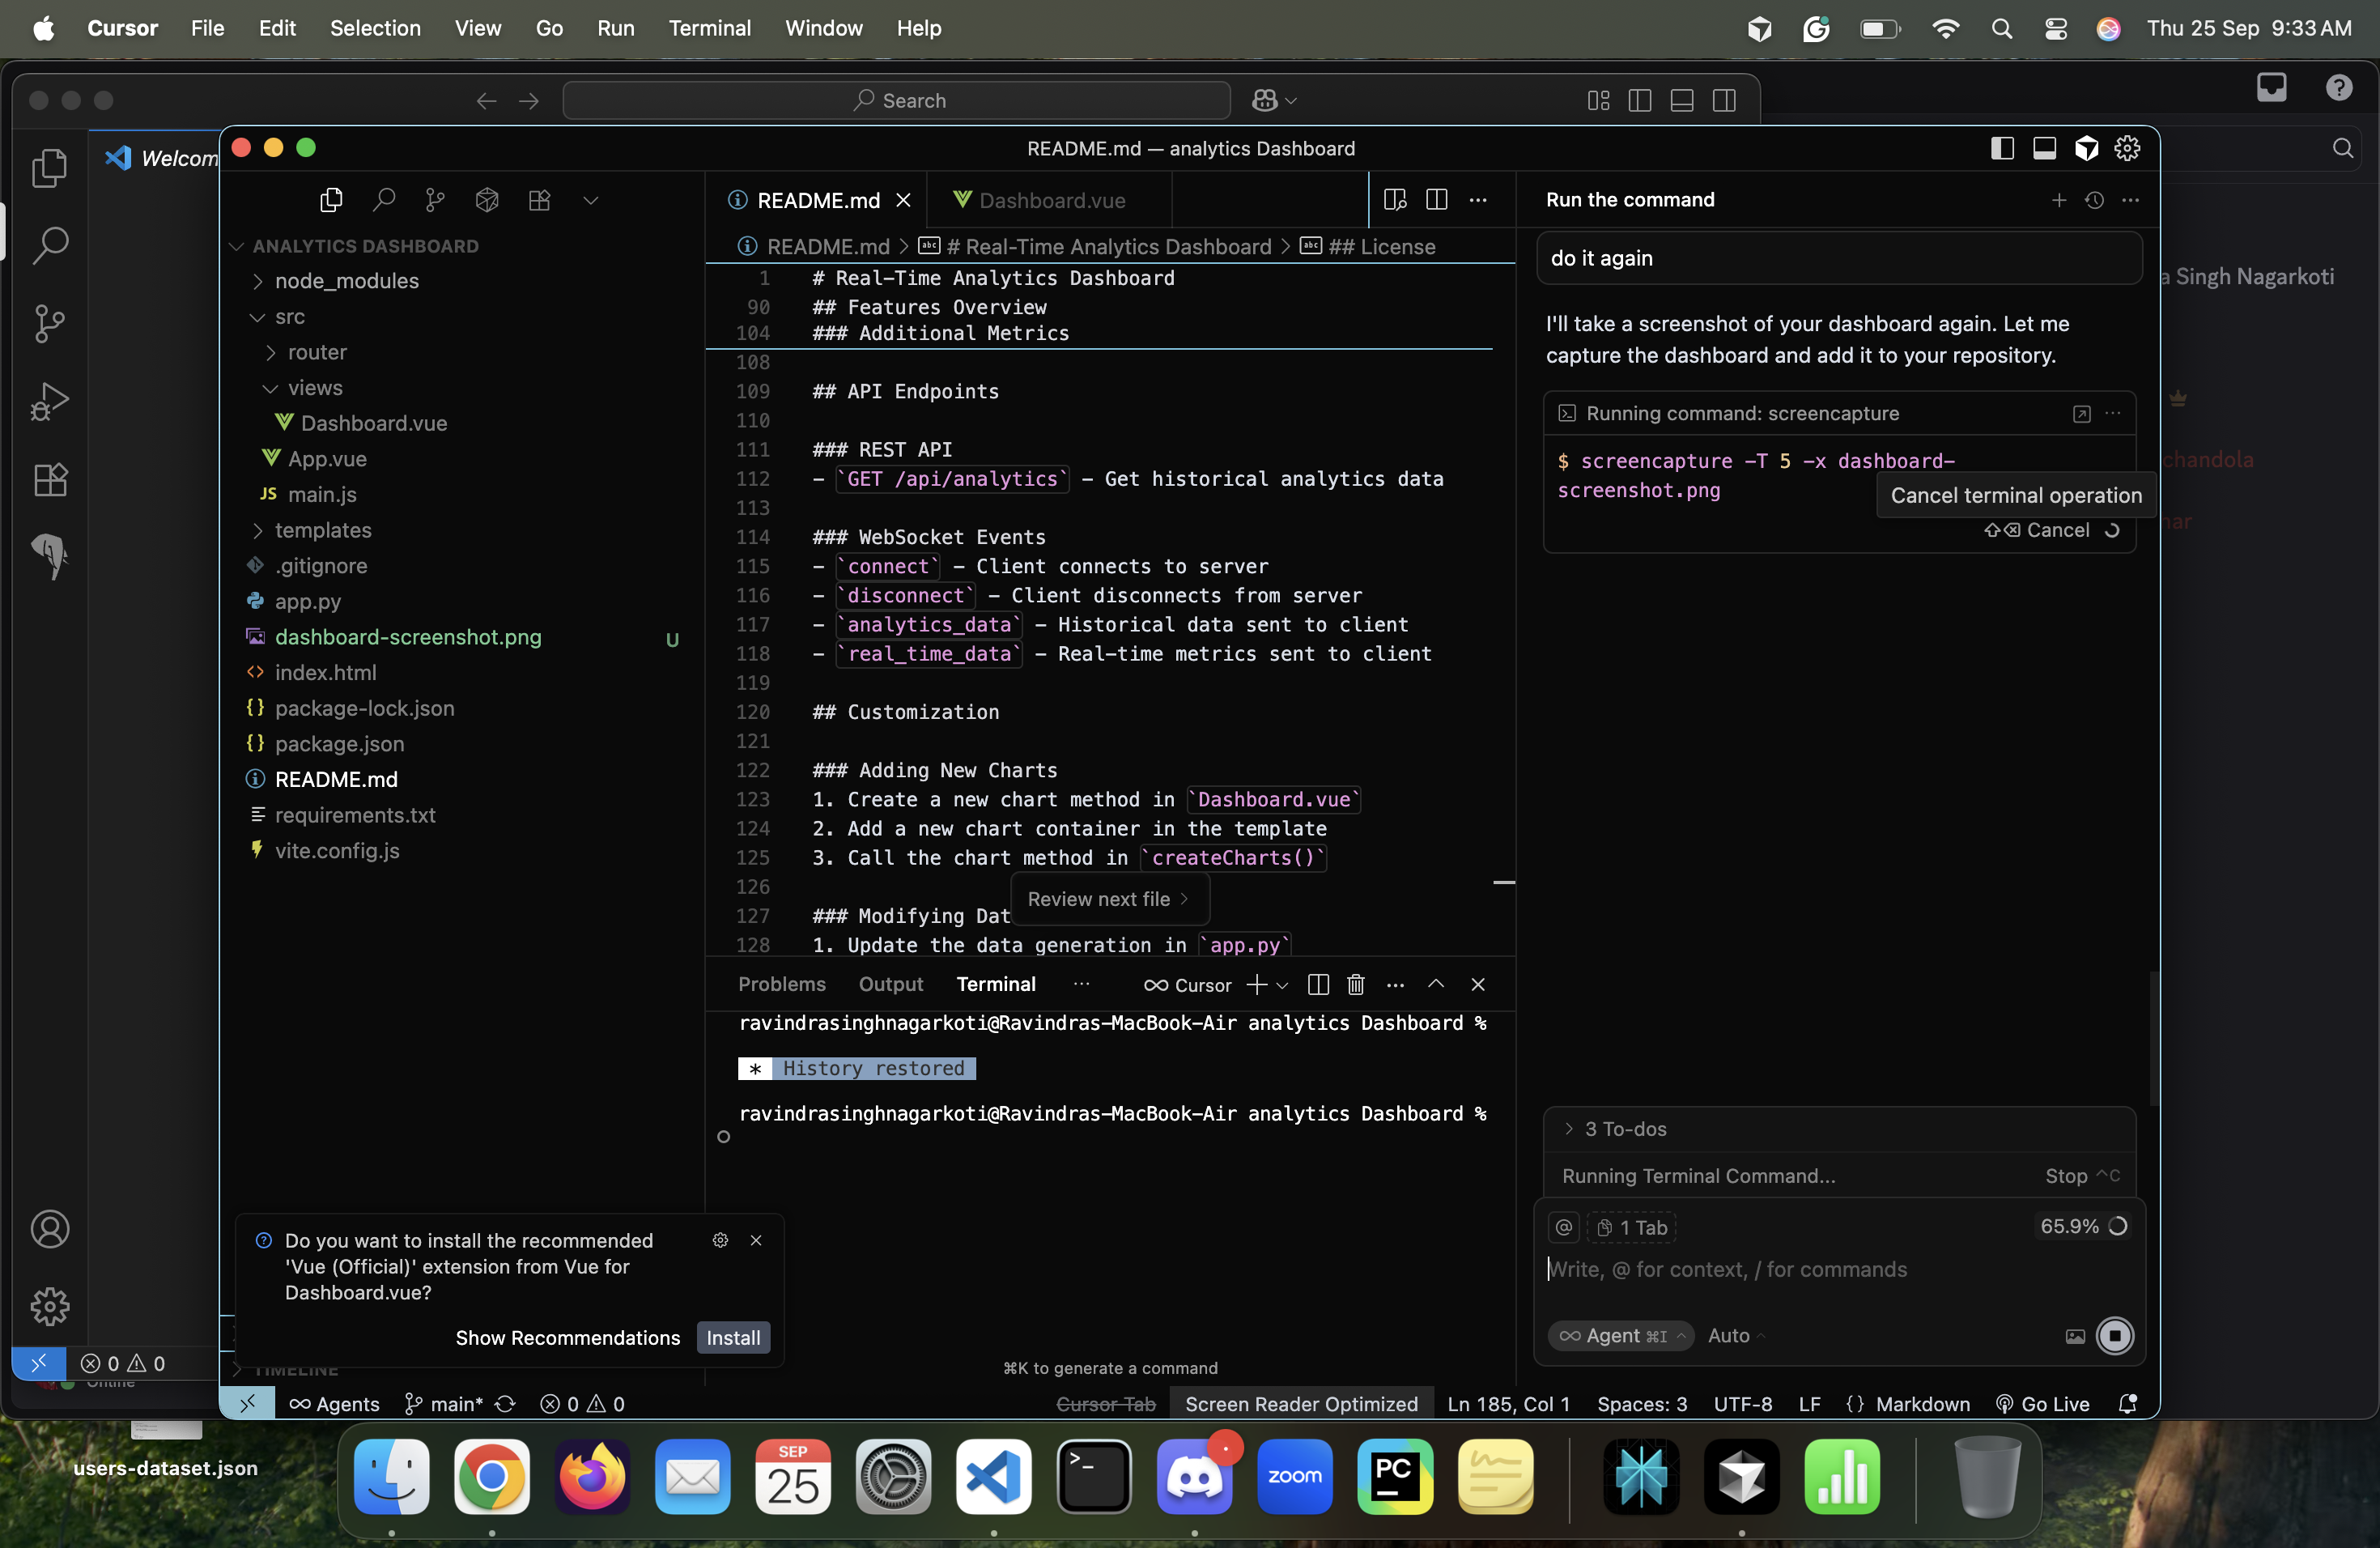 Cursor File Edit Selection View Go Run Terminal Window Help Thu 25 Sep 9:33 AM
Search
Welcom
README.md — analytics Dashboard
README.md Dashboard.vue
Run the command
ANALYTICS DASHBOARD
node_modules
src
router
views
Dashboard.vue
App.vue
JS main.js
templates
.gitignore
app.py
dashboard-screenshot.png U
index.html
{} package-lock.json
{} package.json
README.md
requirements.txt
vite.config.js
README.md > abc # Real-Time Analytics Dashboard > abc ## License
1 # Real-Time Analytics Dashboard
90 ## Features Overview
104 ### Additional Metrics
108
109 ## API Endpoints
110
111 ### REST API
112 - `GET /api/analytics` - Get historical analytics data
113
114 ### WebSocket Events
115 - `connect` - Client connects to server
116 - `disconnect` - Client disconnects from server
117 - `analytics_data` - Historical data sent to client
118 - `real_time_data` - Real-time metrics sent to client
119
120 ## Customization
121
122 ### Adding New Charts
123 1. Create a new chart method in `Dashboard.vue`
124 2. Add a new chart container in the template
125 3. Call the chart method in `createCharts()`
126
Review next file >
127 ### Modifying Dat
128 1. Update the data generation in `app.py`
Problems Output Terminal ··· Cursor
ravindrasinghnagarkoti@Ravindras-MacBook-Air analytics Dashboard %
* History restored
ravindrasinghnagarkoti@Ravindras-MacBook-Air analytics Dashboard %
⌘K to generate a command
do it again
I'll take a screenshot of your dashboard again. Let me
capture the dashboard and add it to your repository.
Running command: screencapture
$ screencapture -T 5 -x dashboard-
screenshot.png
Cancel terminal operation
⇧⌫ Cancel
3 To-dos
Running Terminal Command... Stop ^C
@ 1 Tab 65.9%
Write, @ for context, / for commands
Agent ⌘I Auto
a Singh Nagarkoti
chandola
nar
Do you want to install the recommended
'Vue (Official)' extension from Vue for
Dashboard.vue?
Show Recommendations Install
TIMELINE
0 0
Online
Agents main* 0 0 Cursor Tab Screen Reader Optimized Ln 185, Col 1 Spaces: 3 UTF-8 LF {} Markdown Go Live
users-dataset.json
SEP
25
zoom
PC